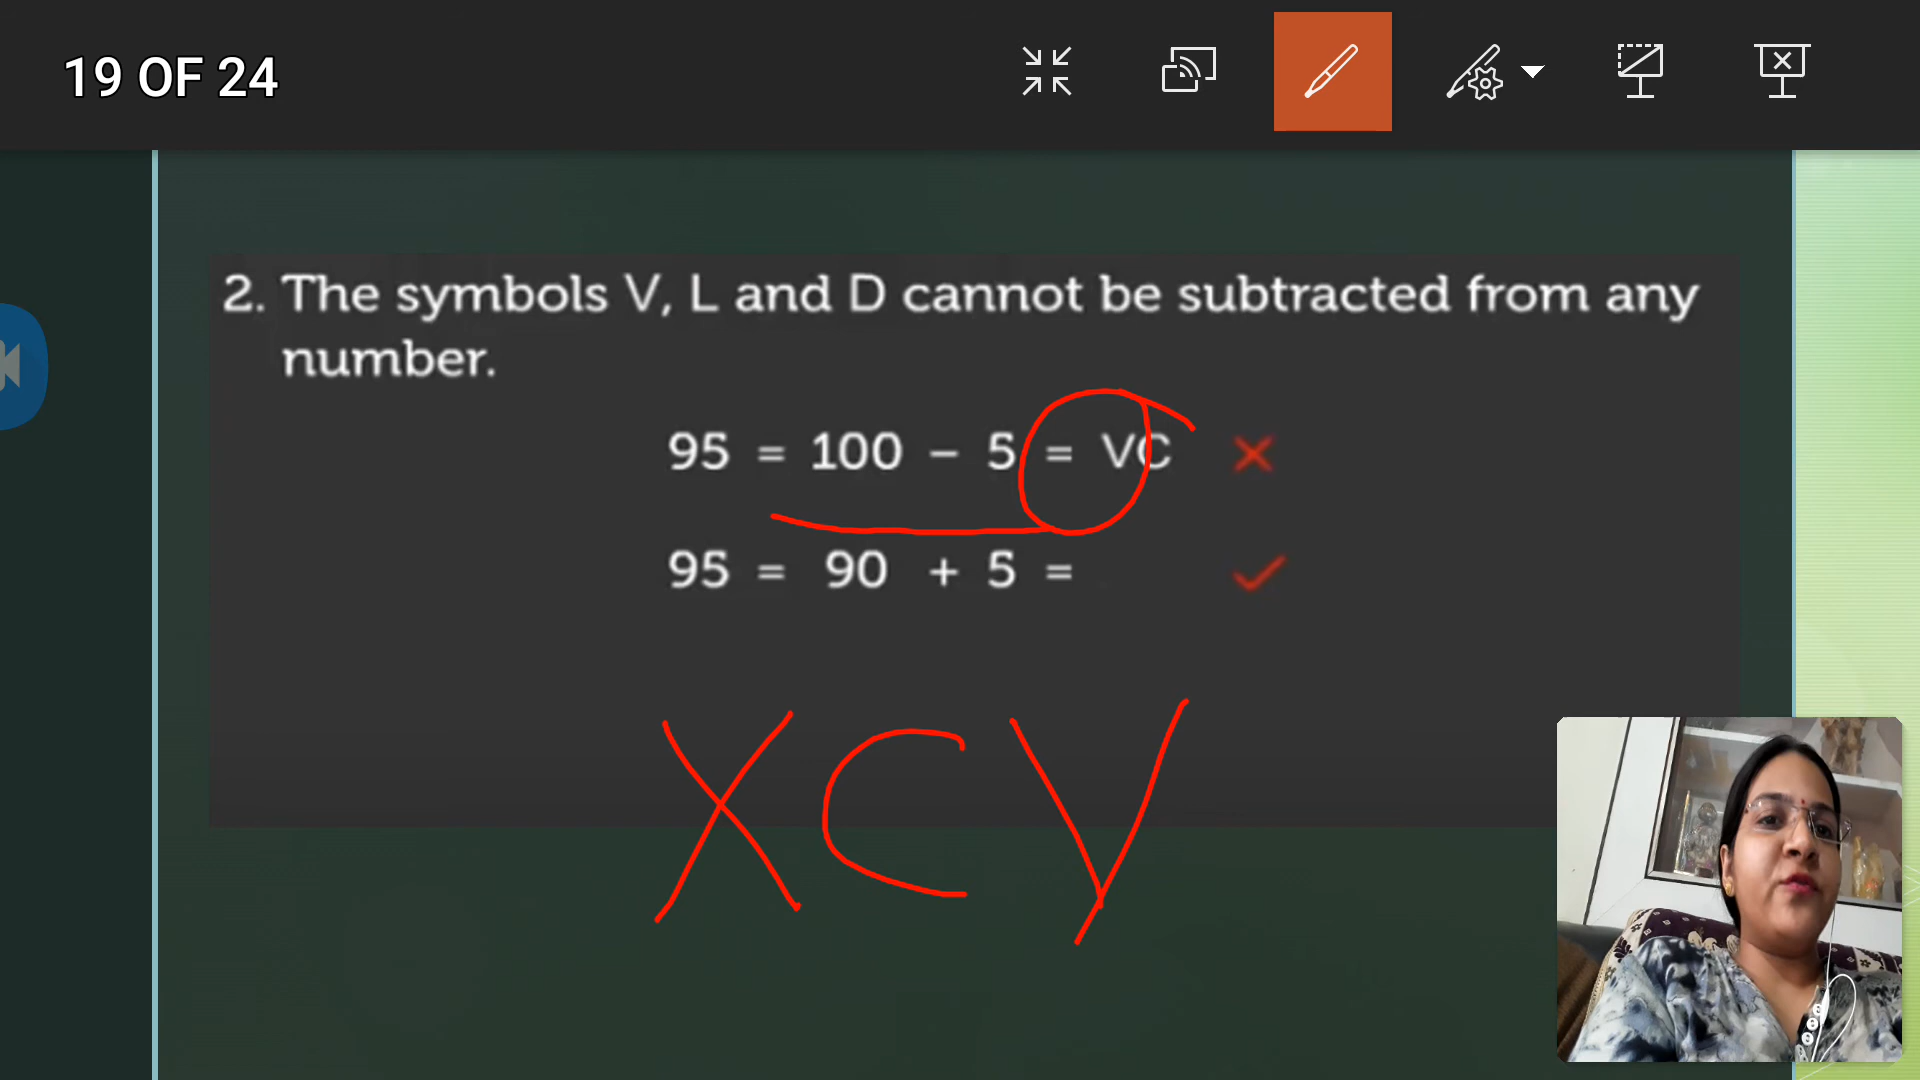 19 OF 24
2. The symbols V, L and D cannot be subtracted from any
number.
95 = 100 – 5 = VC ×
95 = 90 + 5 = ✓
XCV